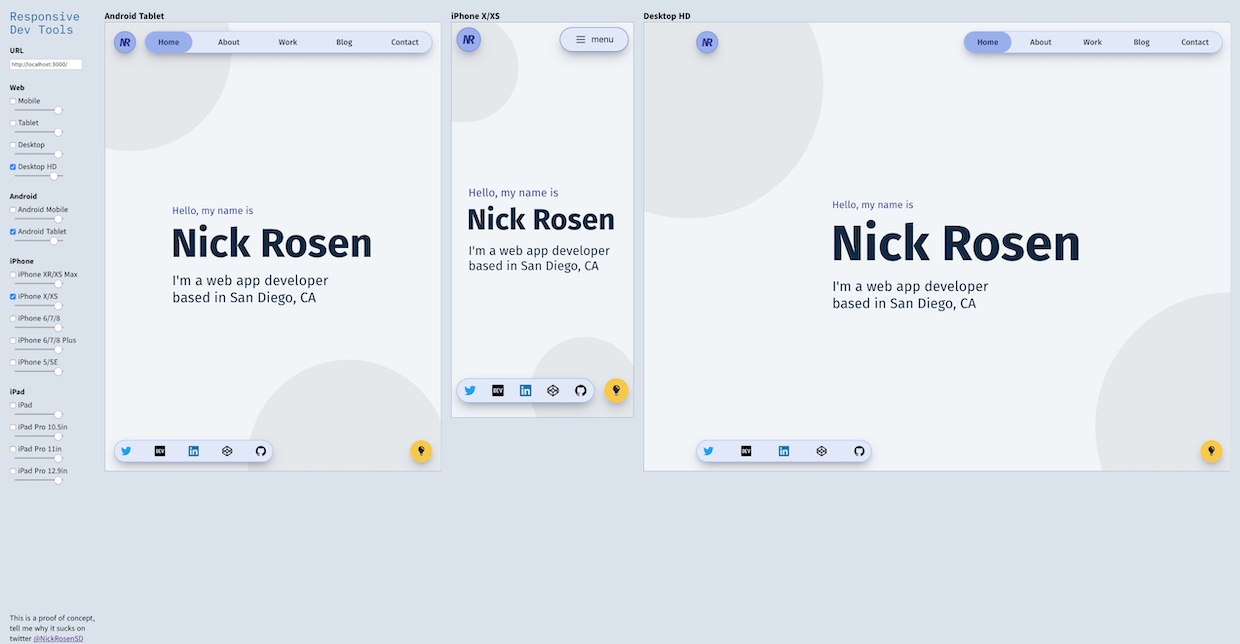 Responsive
Dev Tools
URL
http://localhost:3000/
Web
Mobile
Tablet
Desktop
Desktop HD
Android
Android Mobile
Android Tablet
iPhone
iPhone XR/XS Max
iPhone X/XS
iPhone 6/7/8
iPhone 6/7/8 Plus
iPhone 5/SE
iPad
iPad
iPad Pro 10.5in
iPad Pro 11in
iPad Pro 12.9in
This is a proof of concept,
tell me why it sucks on
twitter @NickRosenSD
Android Tablet
NR
Home About Work Blog Contact
Hello, my name is
Nick Rosen
I'm a web app developer
based in San Diego, CA
DEV
in
iPhone X/XS
NR
menu
Hello, my name is
Nick Rosen
I'm a web app developer
based in San Diego, CA
DEV
in
Desktop HD
NR
Home About Work Blog Contact
Hello, my name is
Nick Rosen
I'm a web app developer
based in San Diego, CA
DEV
in